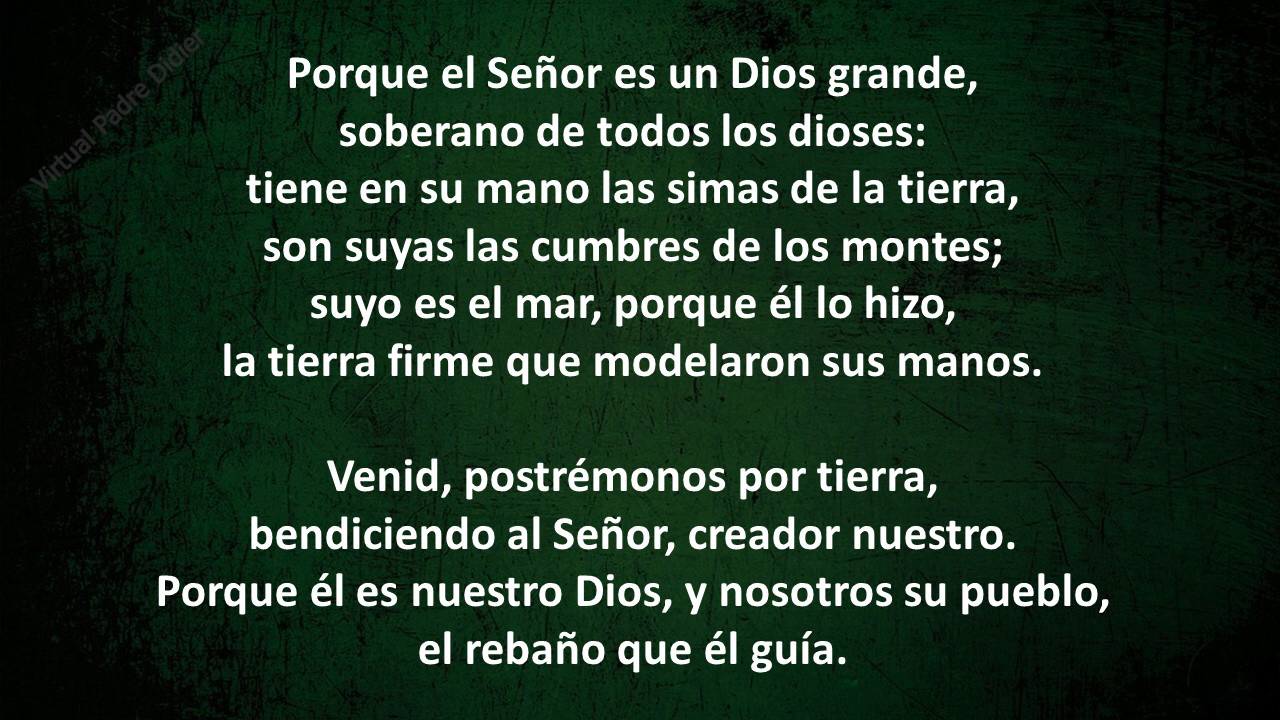 Virtual Padre Didier
Porque el Señor es un Dios grande,
soberano de todos los dioses:
tiene en su mano las simas de la tierra,
son suyas las cumbres de los montes;
suyo es el mar, porque él lo hizo,
la tierra firme que modelaron sus manos.
Venid, postrémonos por tierra,
bendiciendo al Señor, creador nuestro.
Porque él es nuestro Dios, y nosotros su pueblo,
el rebaño que él guía.